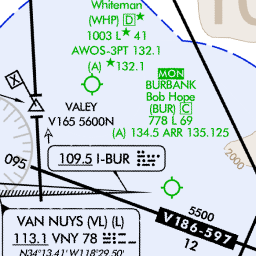 Whiteman
(WHP) D ★
1003 L★ 41
AWOS-3PT 132.1
(A) ★132.1
MON
BURBANK
Bob Hope
(BUR) C
778 L 69
(A) 134.5 ARR 135.125
VALEY
V165 5600N
109.5 I-BUR
095
2000
VAN NUYS (VL) (L)
113.1 VNY 78
N34°13.41' W118°29.50'
5500
V186-597
12
10